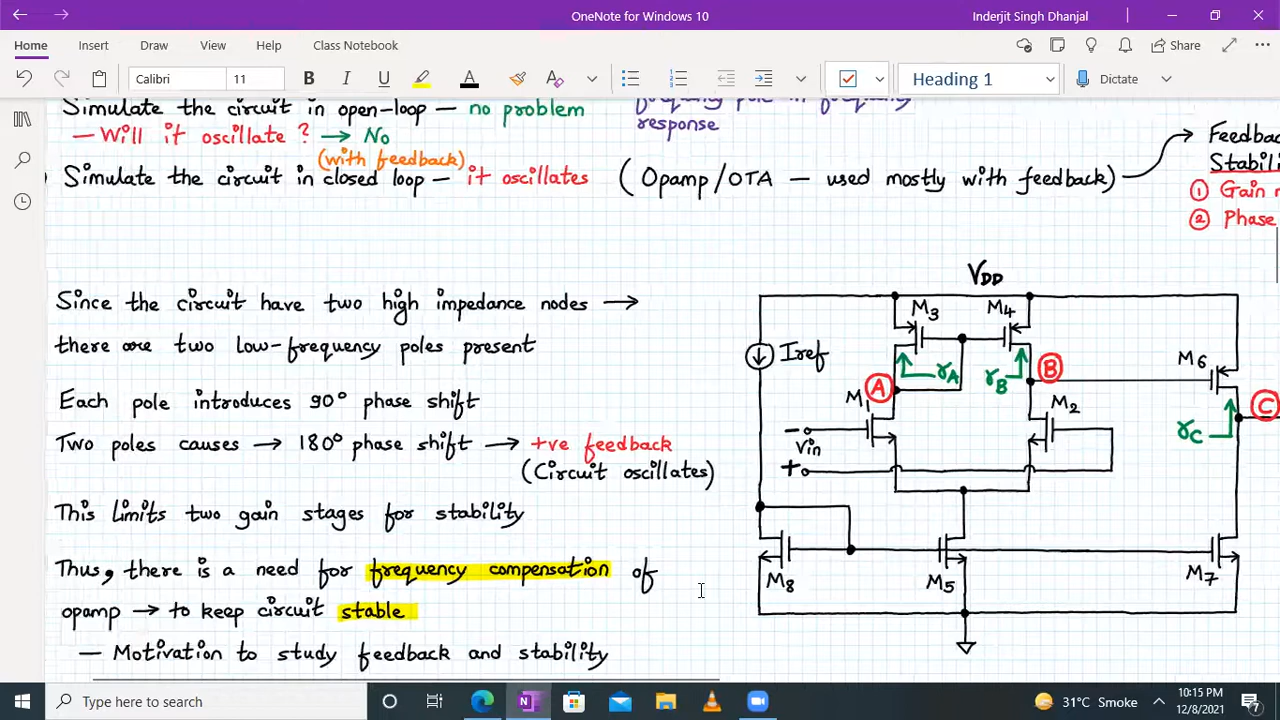 OneNote for Windows 10
Inderjit Singh Dhanjal
Home Insert Draw View Help Class Notebook
Share
Calibri 11 B I U A Heading 1 Dictate
Simulate the circuit in open-loop — no problem
— Will it oscillate ? → No
(with feedback)
Simulate the circuit in closed loop — it oscillates
frequency pole in frequency
response
(Opamp/OTA — used mostly with feedback)
Feedba
Stabili
① Gain
② Phase
Since the circuit have two high impedance nodes →
there are two low-frequency poles present
Each pole introduces 90° phase shift
Two poles causes → 180° phase shift → +ve feedback
(Circuit oscillates)
This limits two gain stages for stability
Thus, there is a need for frequency compensation of
opamp → to keep circuit stable
— Motivation to study feedback and stability
VDD
M3 M4
Iref
rA rB B M6
A
M1 M2 C
rC
− Vin
+
M8 M5 M7
Type here to search
31°C Smoke
10:15 PM
12/8/2021
7